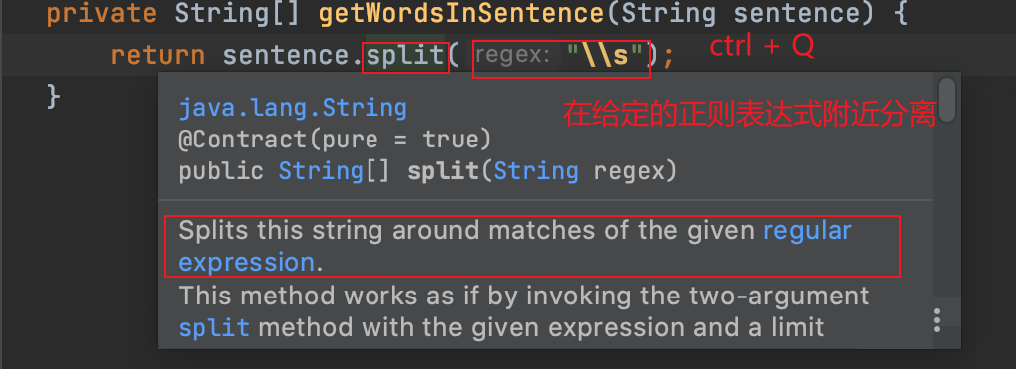 private String[] getWordsInSentence(String sentence) {
return sentence.split( regex: "\\s"); ctrl + Q
}
java.lang.String
在给定的正则表达式附近分离
@Contract(pure = true)
public String[] split(String regex)
Splits this string around matches of the given regular
expression.
This method works as if by invoking the two-argument
split method with the given expression and a limit